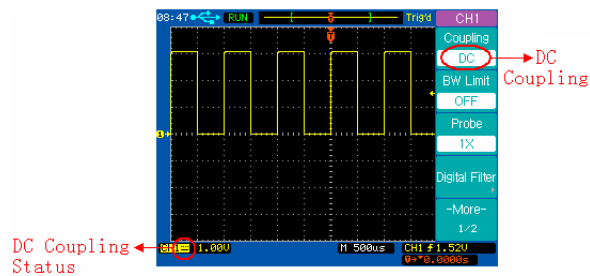 08:47 RUN Trig'd CH1
T
Coupling
DC
DC
Coupling
BW Limit
OFF
Probe
1X
Digital Filter
-More-
1/2
1
DC Coupling
Status
CH1 1.00V M 500us CH1 f 1.52V
0.0000s